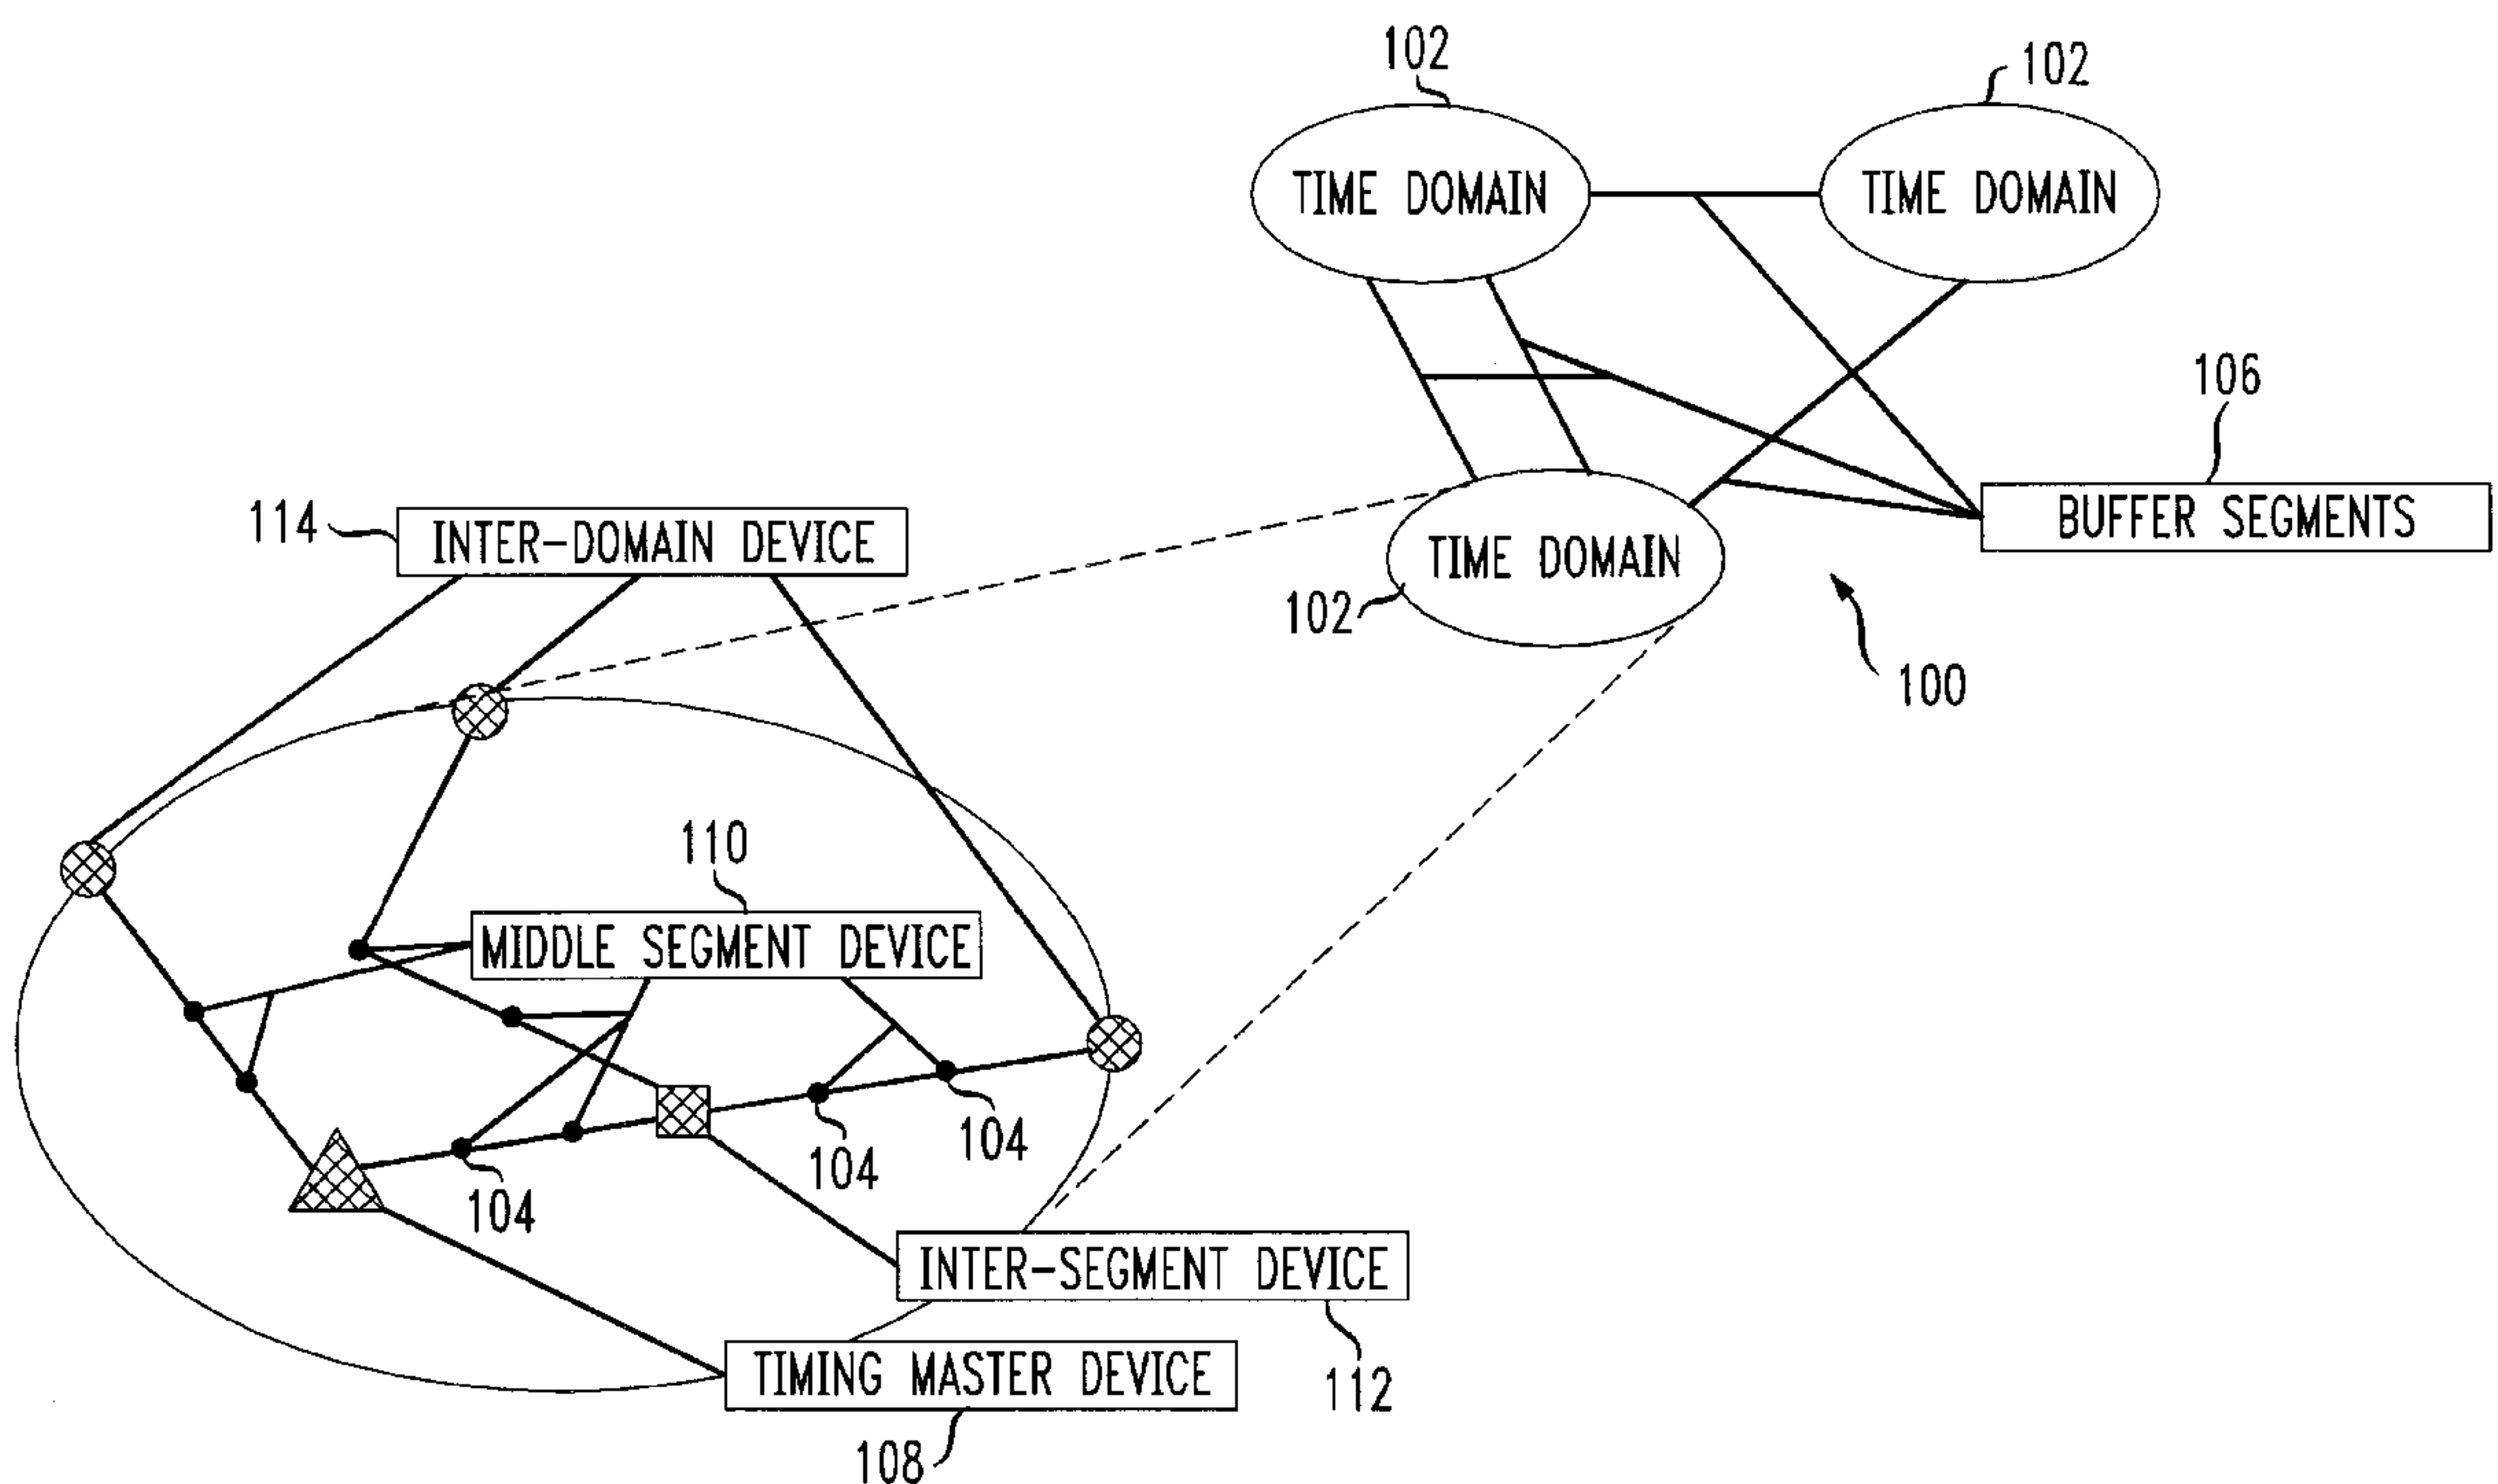 102
102
TIME DOMAIN
TIME DOMAIN
106
BUFFER SEGMENTS
114
INTER-DOMAIN DEVICE
TIME DOMAIN
102
100
110
MIDDLE SEGMENT DEVICE
104
104
104
INTER-SEGMENT DEVICE
112
TIMING MASTER DEVICE
108